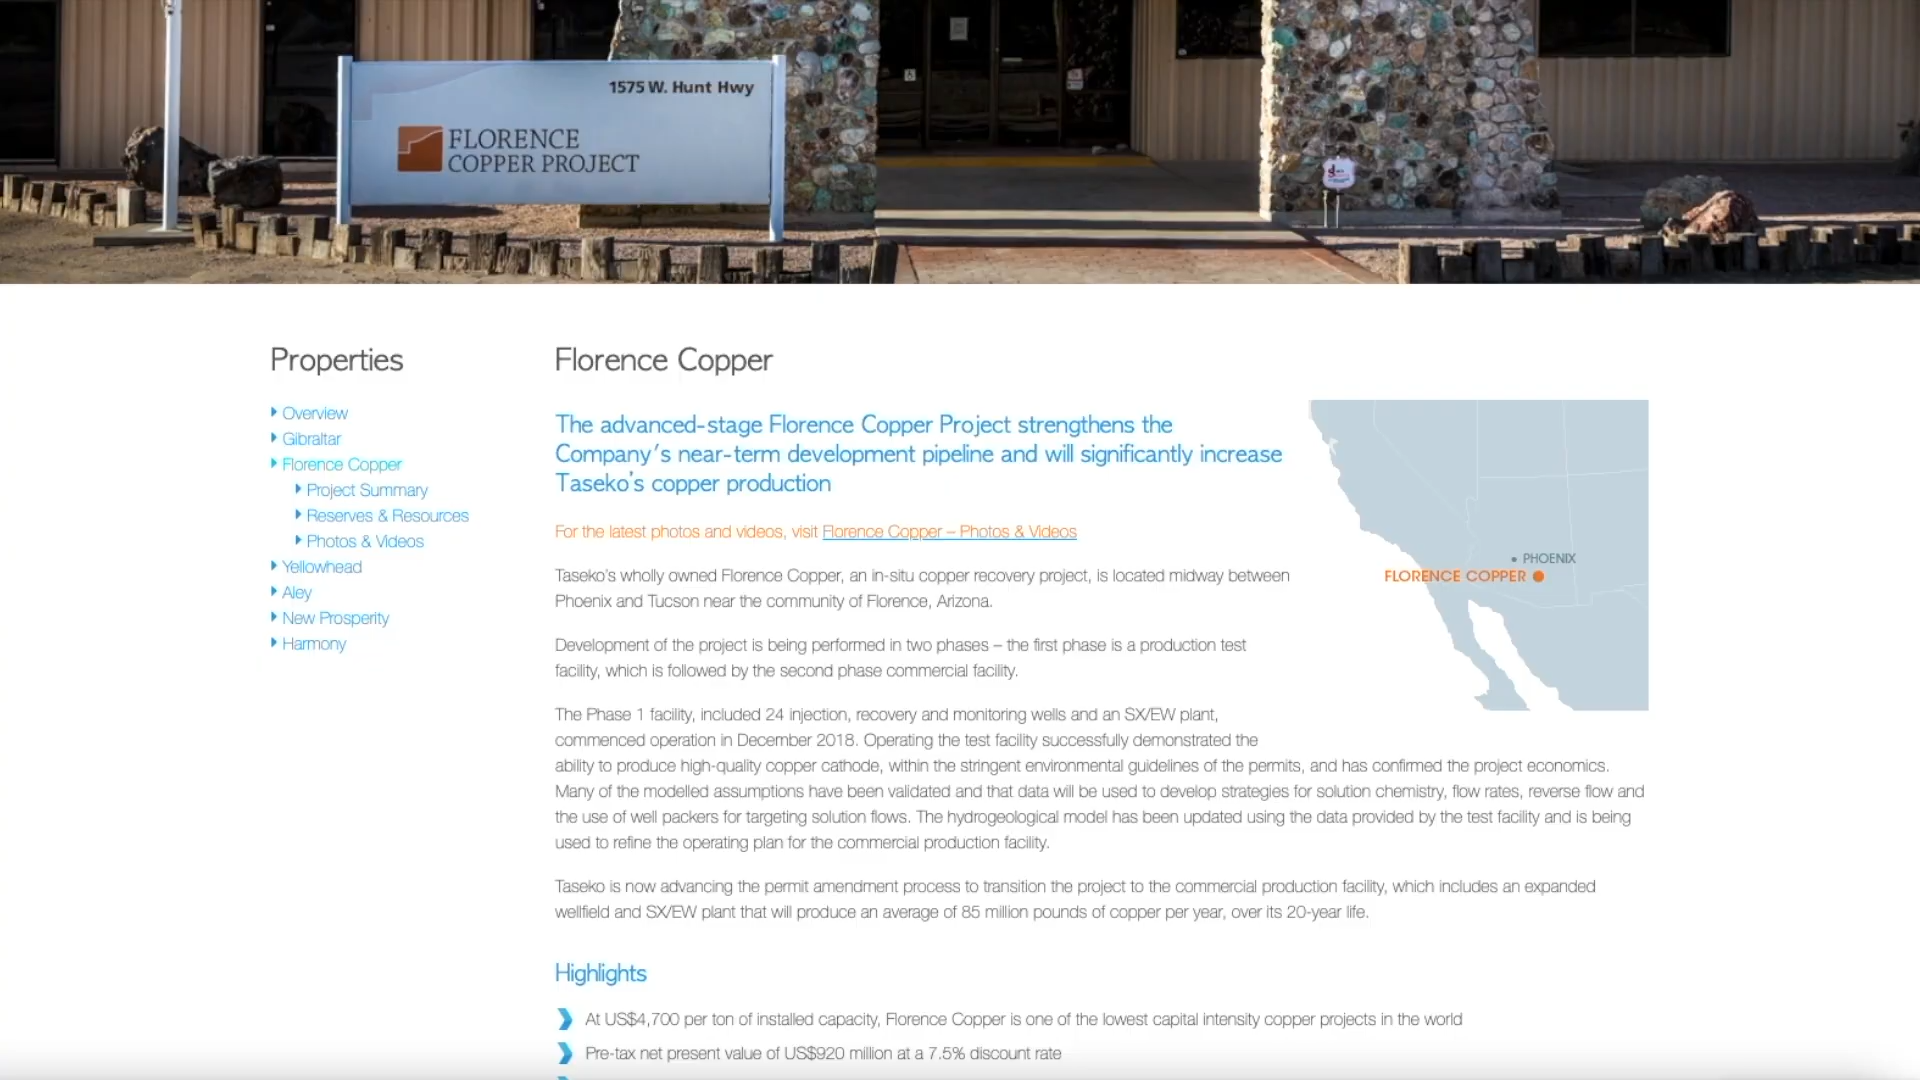 1575 W. Hunt Hwy
FLORENCE
COPPER PROJECT
Properties
Overview
Gibraltar
Florence Copper
Project Summary
Reserves & Resources
Photos & Videos
Yellowhead
Aley
New Prosperity
Harmony
Florence Copper
The advanced-stage Florence Copper Project strengthens the
Company's near-term development pipeline and will significantly increase
Taseko's copper production
For the latest photos and videos, visit Florence Copper – Photos & Videos
Taseko's wholly owned Florence Copper, an in-situ copper recovery project, is located midway between
Phoenix and Tucson near the community of Florence, Arizona.
Development of the project is being performed in two phases – the first phase is a production test
facility, which is followed by the second phase commercial facility.
The Phase 1 facility, included 24 injection, recovery and monitoring wells and an SX/EW plant,
commenced operation in December 2018. Operating the test facility successfully demonstrated the
ability to produce high-quality copper cathode, within the stringent environmental guidelines of the permits, and has confirmed the project economics.
Many of the modelled assumptions have been validated and that data will be used to develop strategies for solution chemistry, flow rates, reverse flow and
the use of well packers for targeting solution flows. The hydrogeological model has been updated using the data provided by the test facility and is being
used to refine the operating plan for the commercial production facility.
Taseko is now advancing the permit amendment process to transition the project to the commercial production facility, which includes an expanded
wellfield and SX/EW plant that will produce an average of 85 million pounds of copper per year, over its 20-year life.
PHOENIX
FLORENCE COPPER
Highlights
At US$4,700 per ton of installed capacity, Florence Copper is one of the lowest capital intensity copper projects in the world
Pre-tax net present value of US$920 million at a 7.5% discount rate